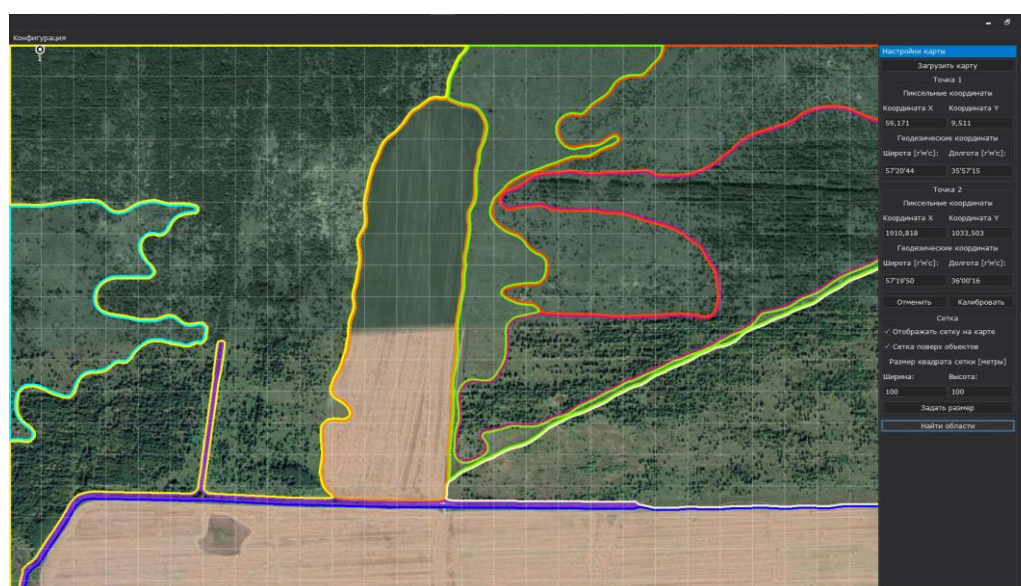 Конфигурация
1
Настройки карты
Загрузить карту
Точка 1
Пиксельные координаты
Координата X Координата Y
59,171 9,511
Геодезические координаты
Широта [г'м'с]: Долгота [г'м'с]:
57'20'44 35'57'15
Точка 2
Пиксельные координаты
Координата X Координата Y
1910,818 1033,503
Геодезические координаты
Широта [г'м'с]: Долгота [г'м'с]:
57'19'50 36'00'16
Отменить Калибровать
Сетка
✓ Отображать сетку на карте
✓ Сетка поверх объектов
Размер квадрата сетки [метры]
Ширина: Высота:
100 100
Задать размер
Найти области